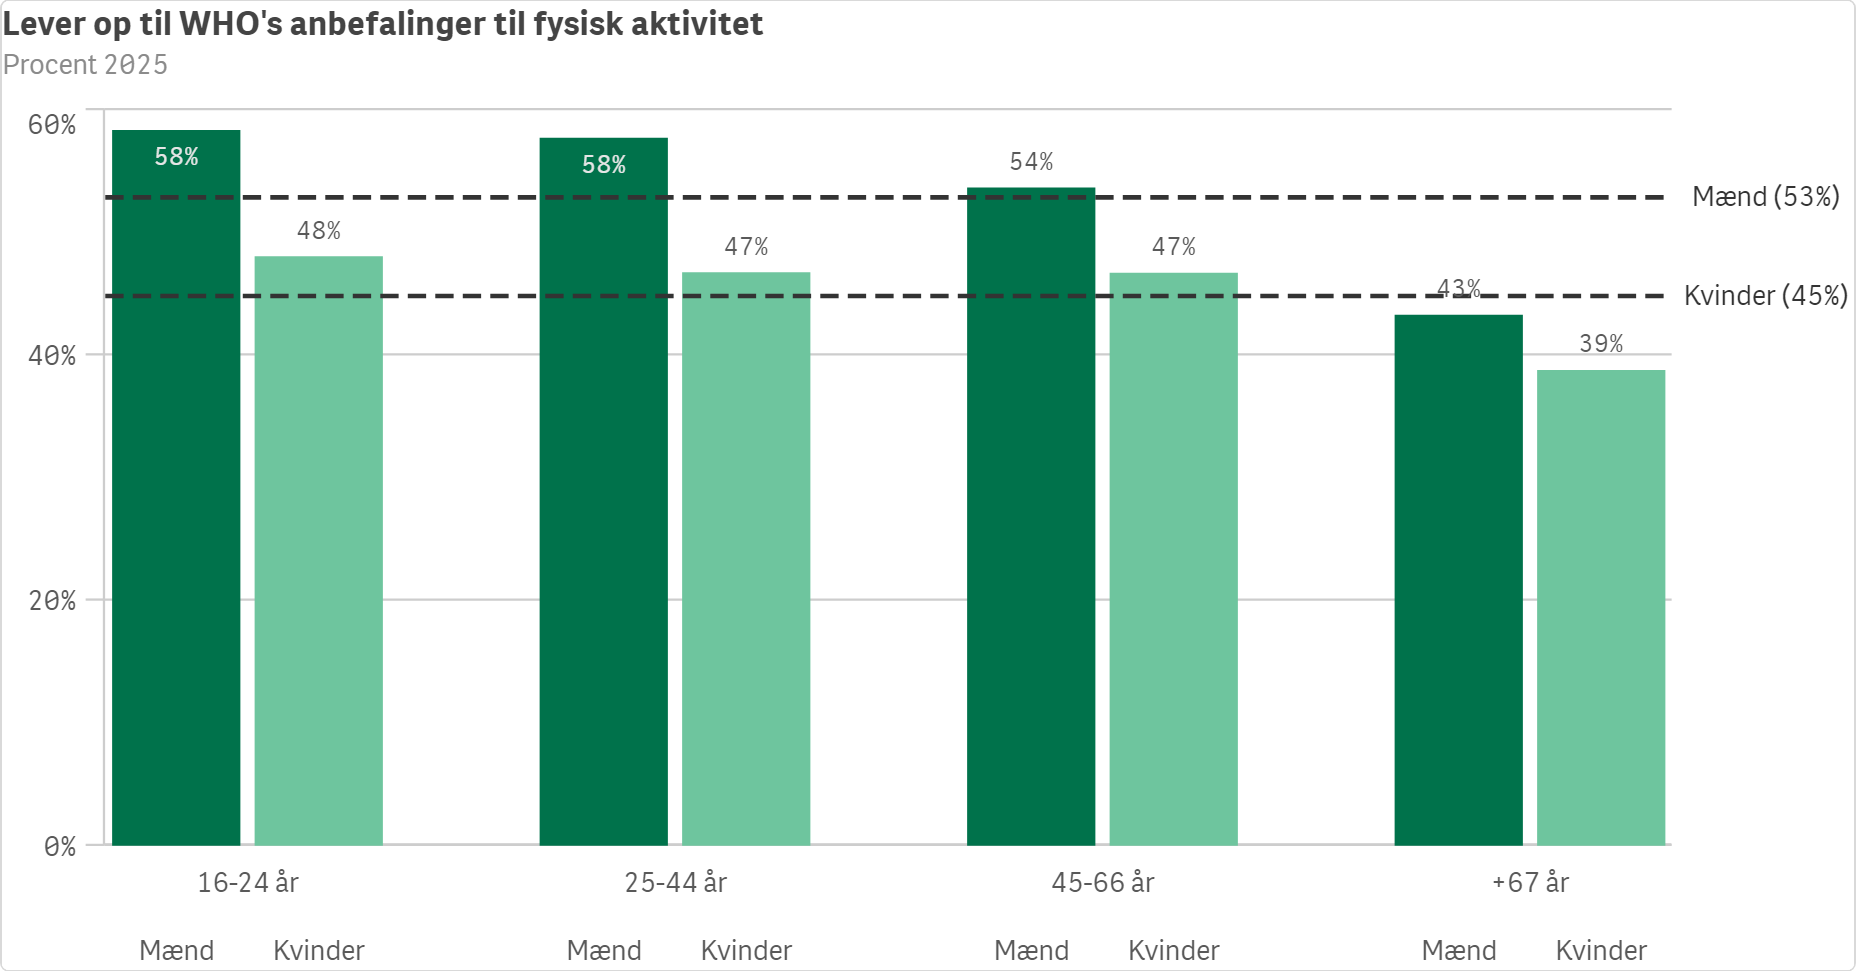 Lever op til WHO's anbefalinger til fysisk aktivitet
Procent 2025
60%
40%
20%
0%
58%
48%
58%
47%
54%
47%
43%
39%
Mænd (53%)
Kvinder (45%)
16-24 år
25-44 år
45-66 år
+67 år
Mænd Kvinder Mænd Kvinder Mænd Kvinder Mænd Kvinder